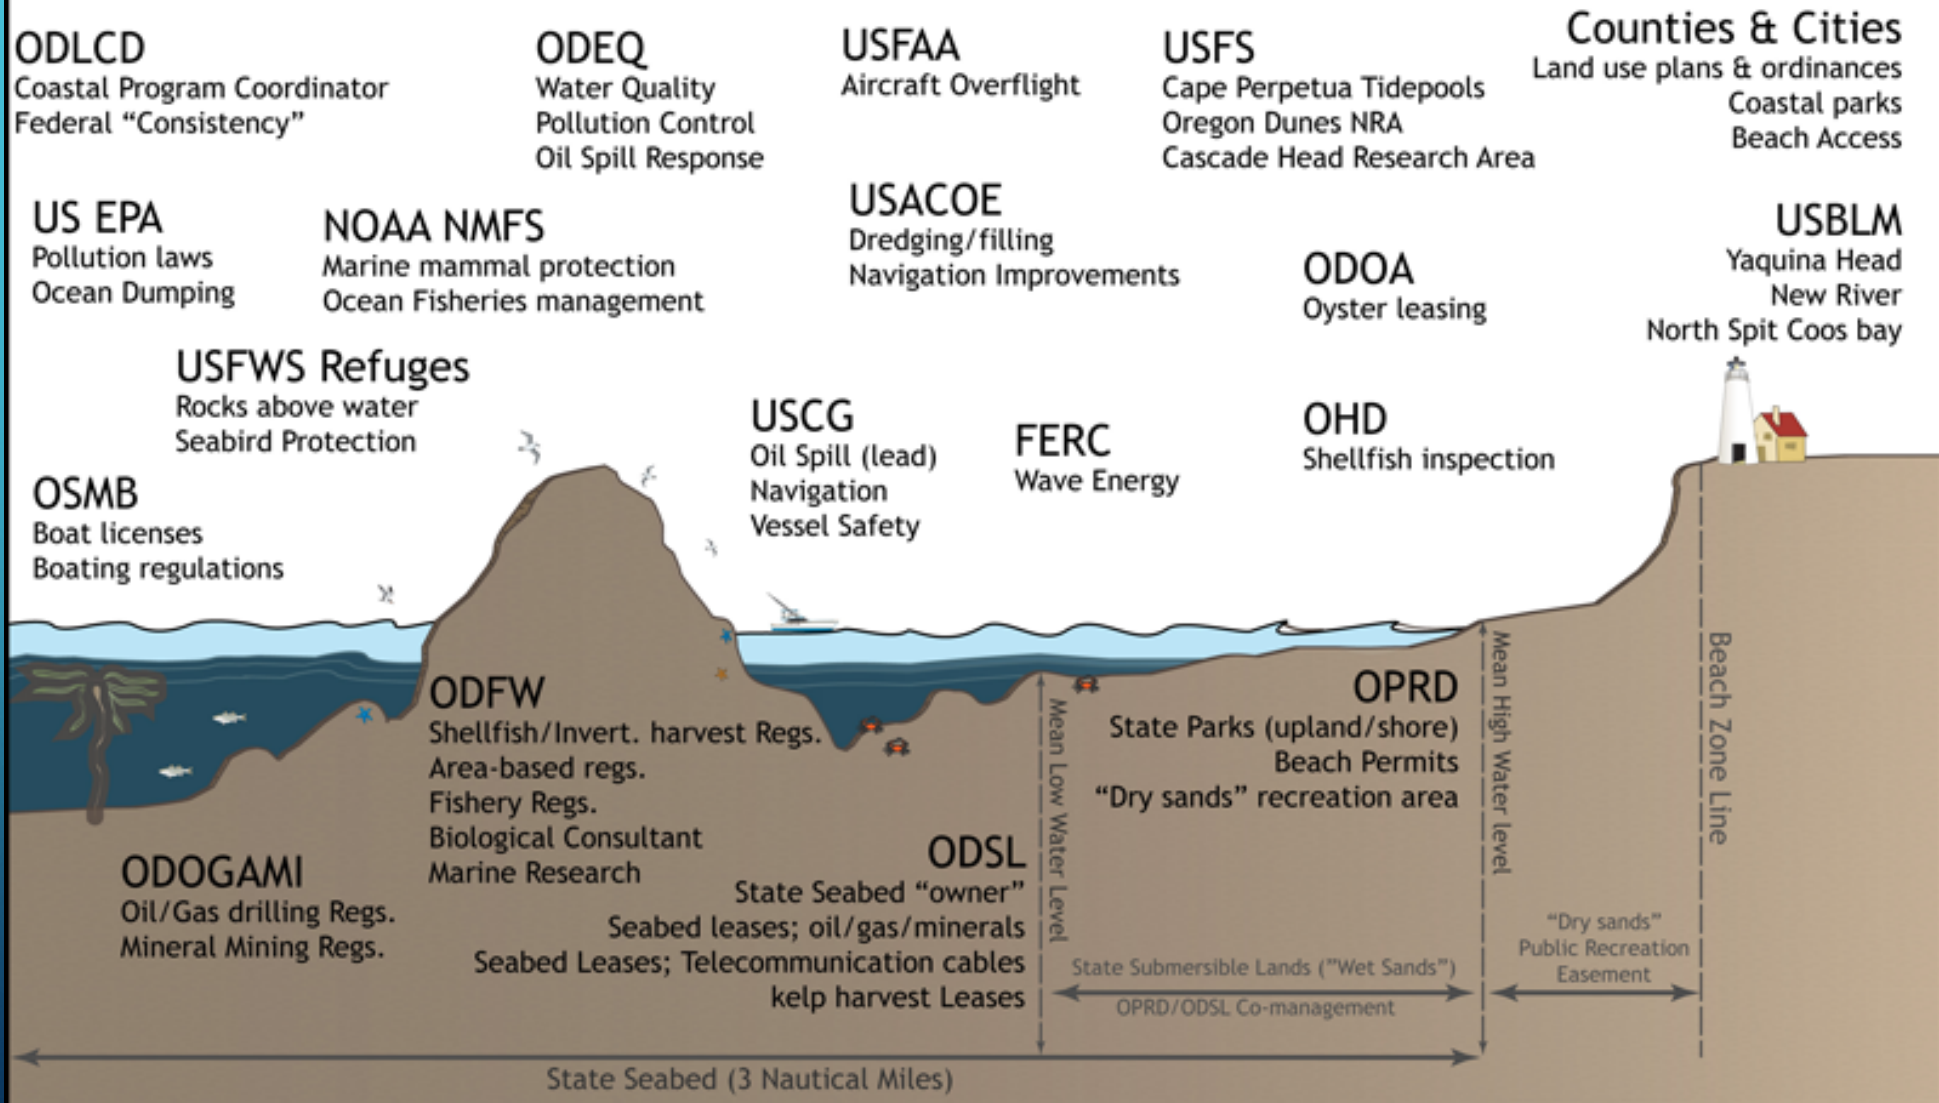 ODLCD
Coastal Program Coordinator
Federal “Consistency”
ODEQ
Water Quality
Pollution Control
Oil Spill Response
USFAA
Aircraft Overflight
USFS
Cape Perpetua Tidepools
Oregon Dunes NRA
Cascade Head Research Area
Counties & Cities
Land use plans & ordinances
Coastal parks
Beach Access
US EPA
Pollution laws
Ocean Dumping
NOAA NMFS
Marine mammal protection
Ocean Fisheries management
USACOE
Dredging/filling
Navigation Improvements
ODOA
Oyster leasing
USBLM
Yaquina Head
New River
North Spit Coos bay
USFWS Refuges
Rocks above water
Seabird Protection
USCG
Oil Spill (lead)
Navigation
Vessel Safety
FERC
Wave Energy
OHD
Shellfish inspection
OSMB
Boat licenses
Boating regulations
ODFW
Shellfish/Invert. harvest Regs.
Area-based regs.
Fishery Regs.
Biological Consultant
Marine Research
OPRD
State Parks (upland/shore)
Beach Permits
“Dry sands” recreation area
Mean Low Water Level
Mean High Water level
Beach Zone Line
ODOGAMI
Oil/Gas drilling Regs.
Mineral Mining Regs.
ODSL
State Seabed “owner”
Seabed leases; oil/gas/minerals
Seabed Leases; Telecommunication cables
kelp harvest Leases
State Submersible Lands (”Wet Sands”)
OPRD/ODSL Co-management
“Dry sands”
Public Recreation
Easement
State Seabed (3 Nautical Miles)